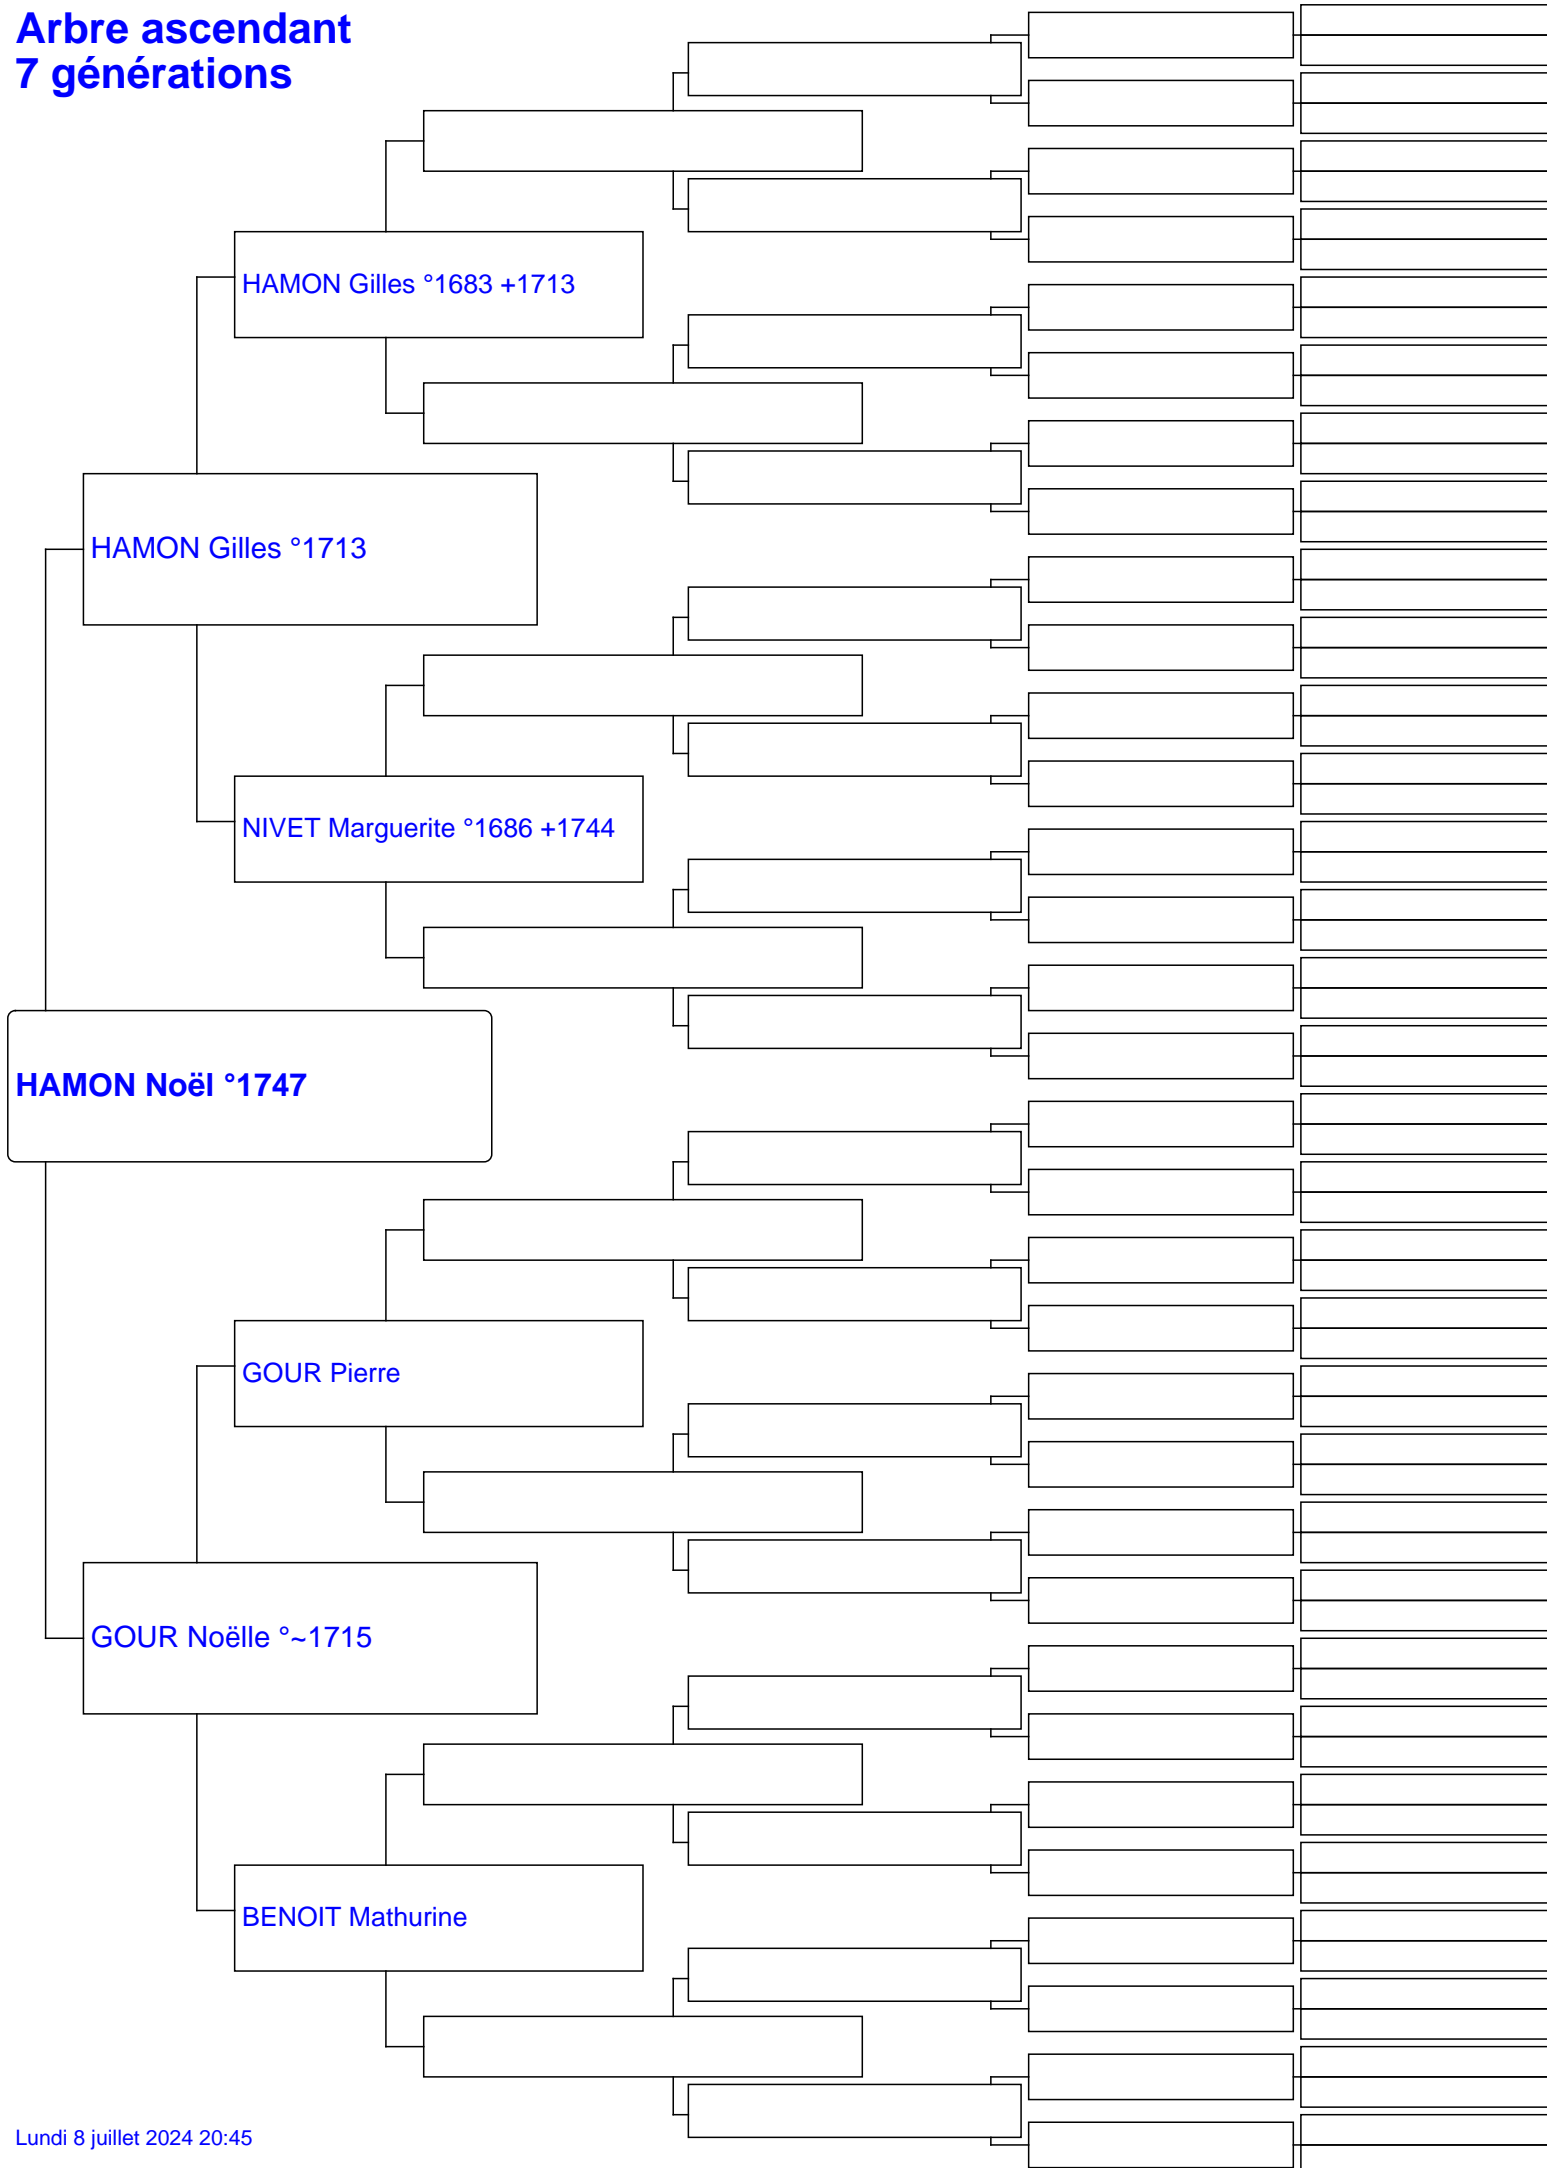 Arbre ascendant
7 générations
HAMON Gilles °1683 +1713
HAMON Gilles °1713
NIVET Marguerite °1686 +1744
HAMON Noël °1747
GOUR Pierre
GOUR Noëlle °~1715
BENOIT Mathurine
Lundi 8 juillet 2024 20:45